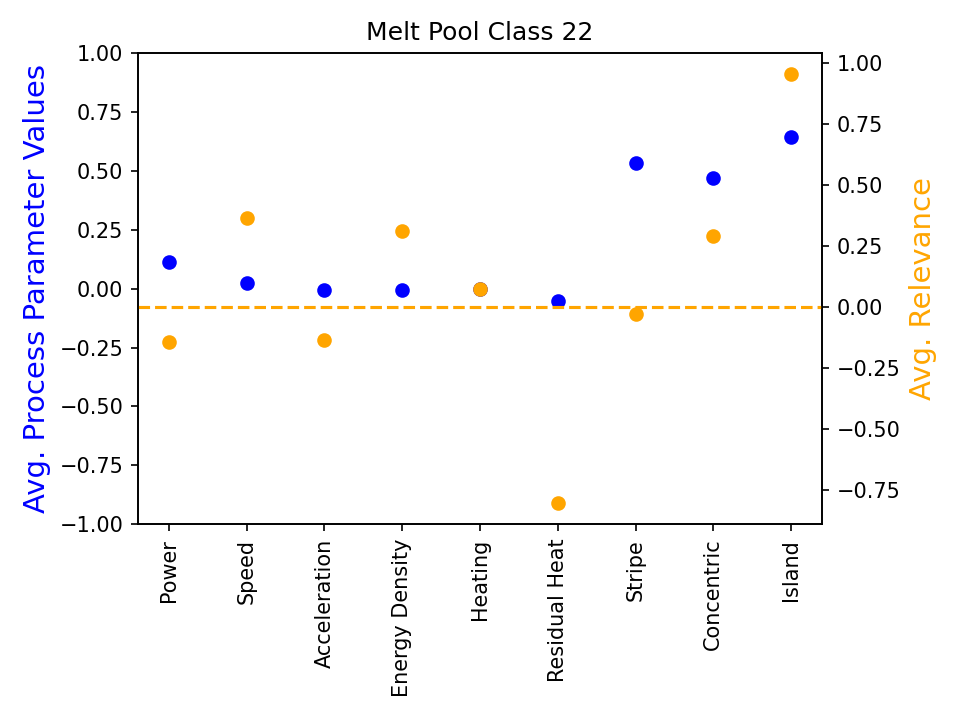 Melt Pool Class 22
Avg. Process Parameter Values
1.00
0.75
0.50
0.25
0.00
−0.25
−0.50
−0.75
−1.00
1.00
0.75
0.50
0.25
0.00
−0.25
−0.50
−0.75
Avg. Relevance
Power
Speed
Acceleration
Energy Density
Heating
Residual Heat
Stripe
Concentric
Island